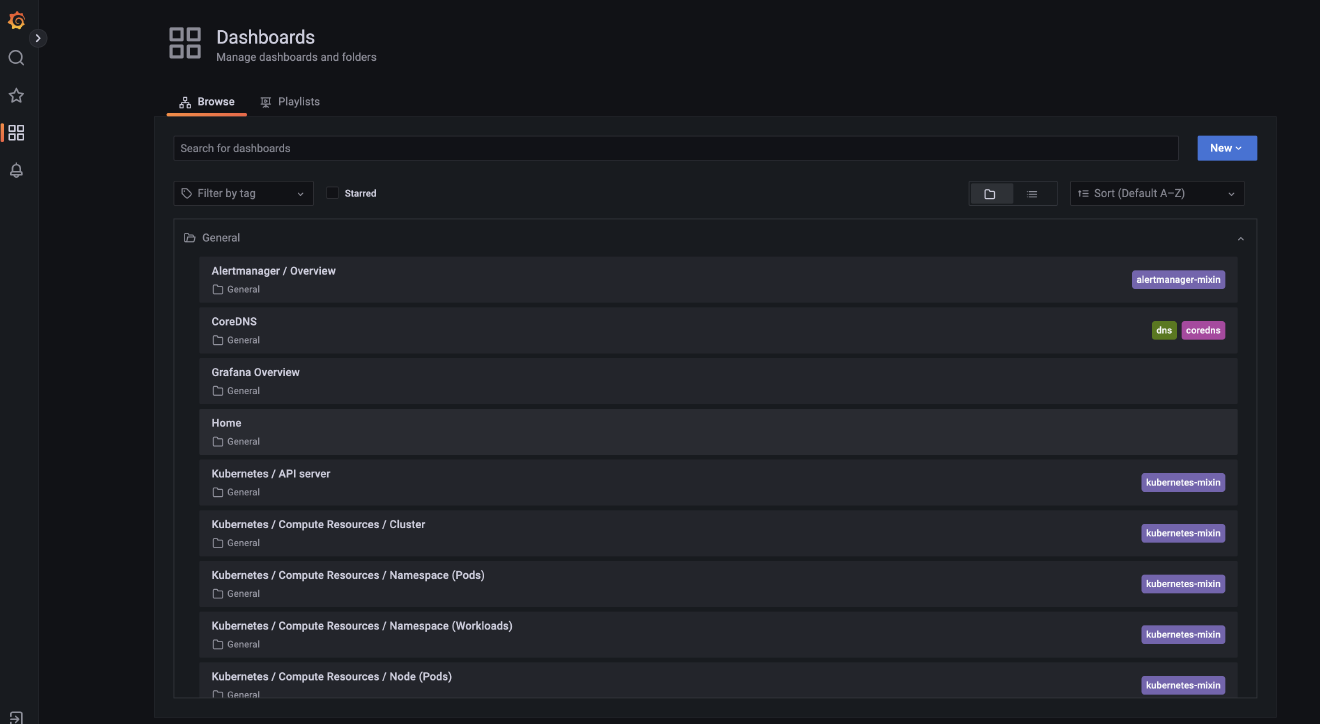 Dashboards
Manage dashboards and folders
Browse
Playlists
Search for dashboards
New
Filter by tag
Starred
Sort (Default A–Z)
General
Alertmanager / Overview
General
alertmanager-mixin
CoreDNS
General
dns
coredns
Grafana Overview
General
Home
General
Kubernetes / API server
General
kubernetes-mixin
Kubernetes / Compute Resources / Cluster
General
kubernetes-mixin
Kubernetes / Compute Resources / Namespace (Pods)
General
kubernetes-mixin
Kubernetes / Compute Resources / Namespace (Workloads)
General
kubernetes-mixin
Kubernetes / Compute Resources / Node (Pods)
General
kubernetes-mixin